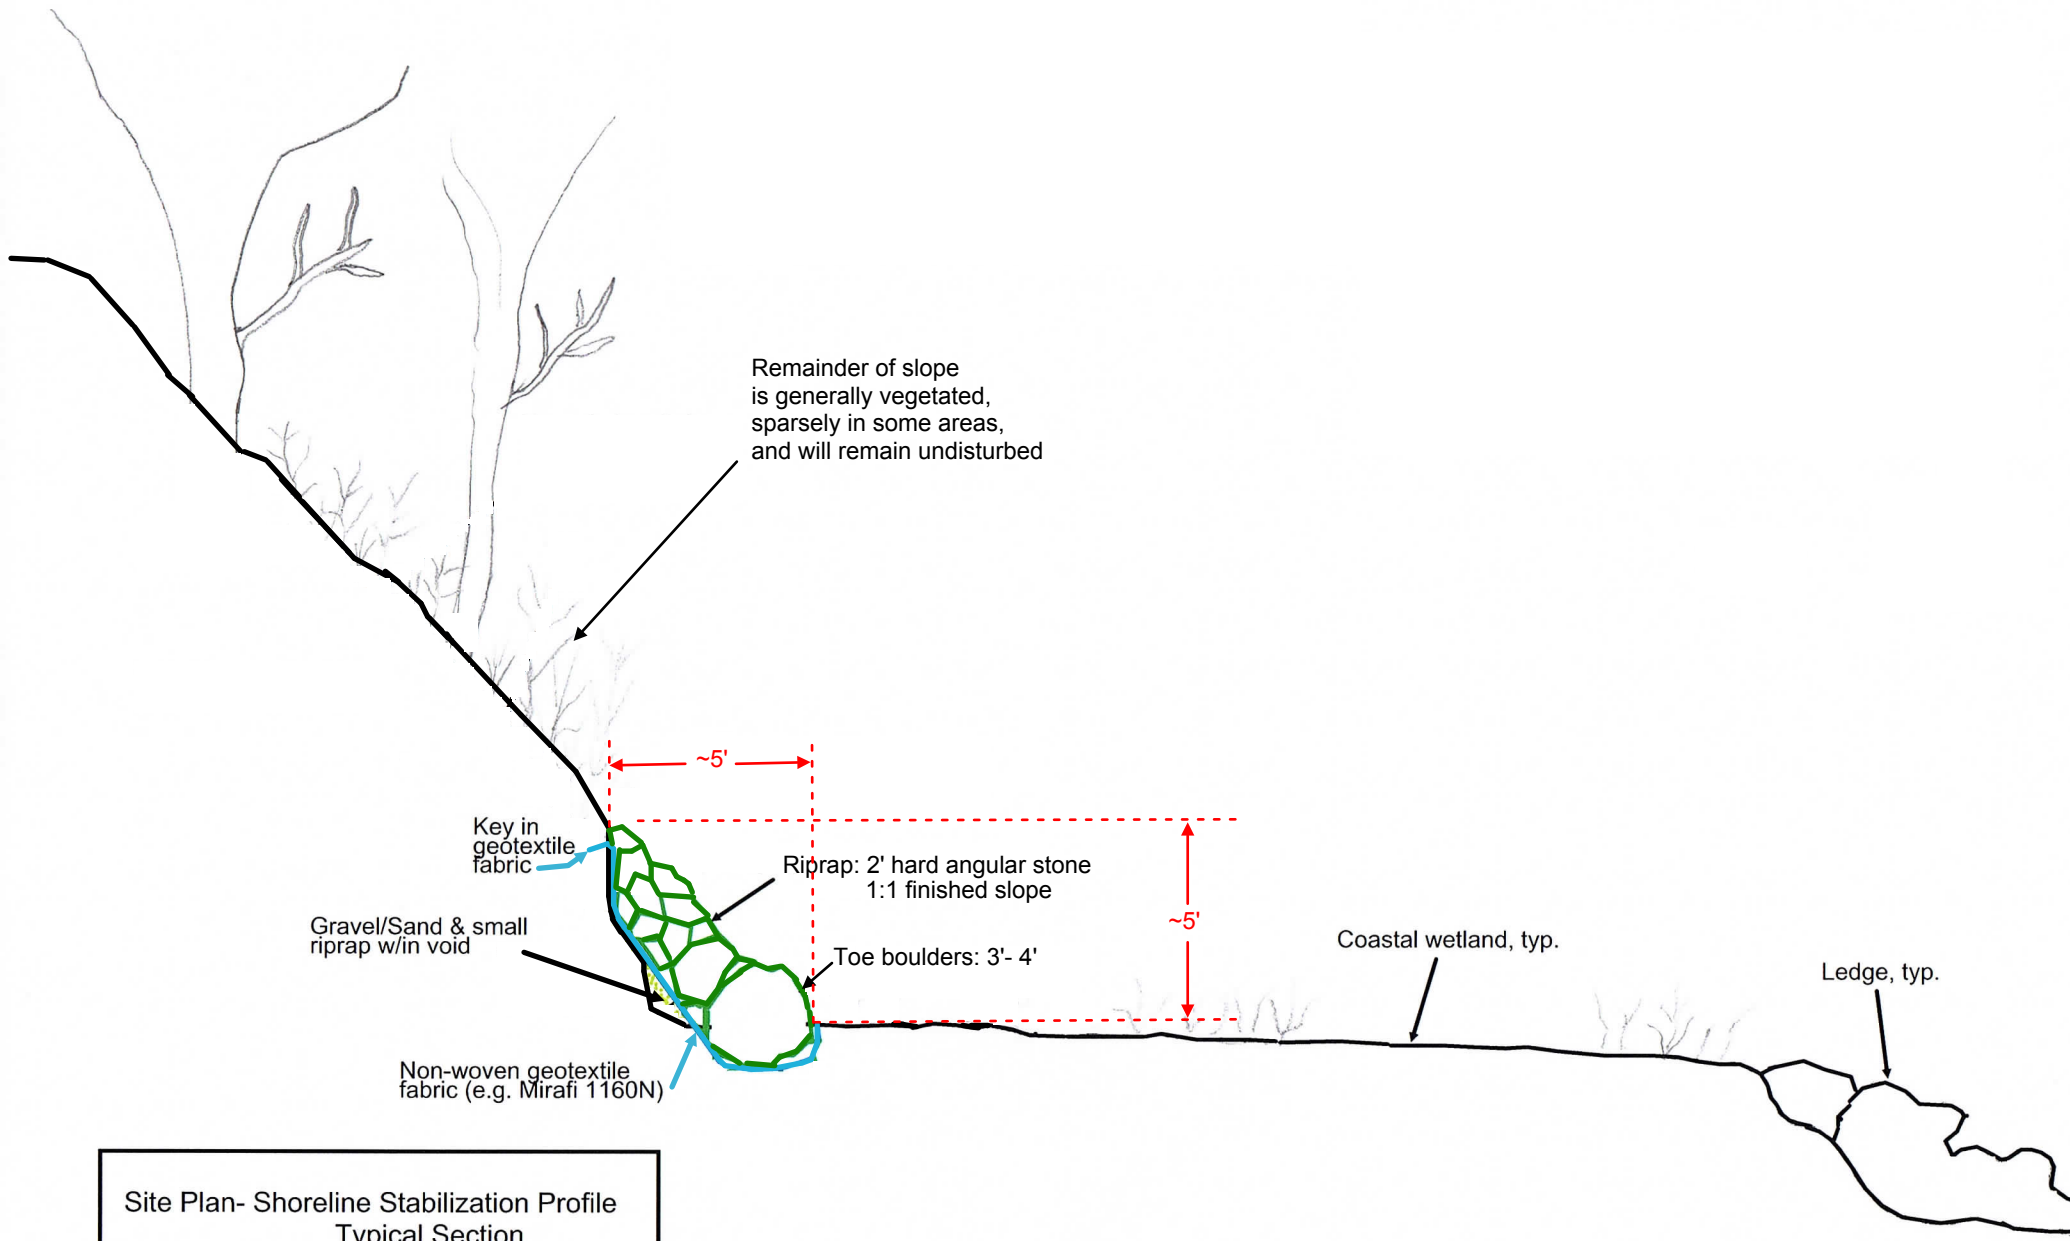 Remainder of slope
is generally vegetated,
sparsely in some areas,
and will remain undisturbed
~5'
Key in
geotextile
fabric
Riprap: 2' hard angular stone
1:1 finished slope
~5'
Gravel/Sand & small
riprap w/in void
Toe boulders: 3'- 4'
Coastal wetland, typ.
Ledge, typ.
Non-woven geotextile
fabric (e.g. Mirafi 1160N)
Site Plan- Shoreline Stabilization Profile
Typical Section